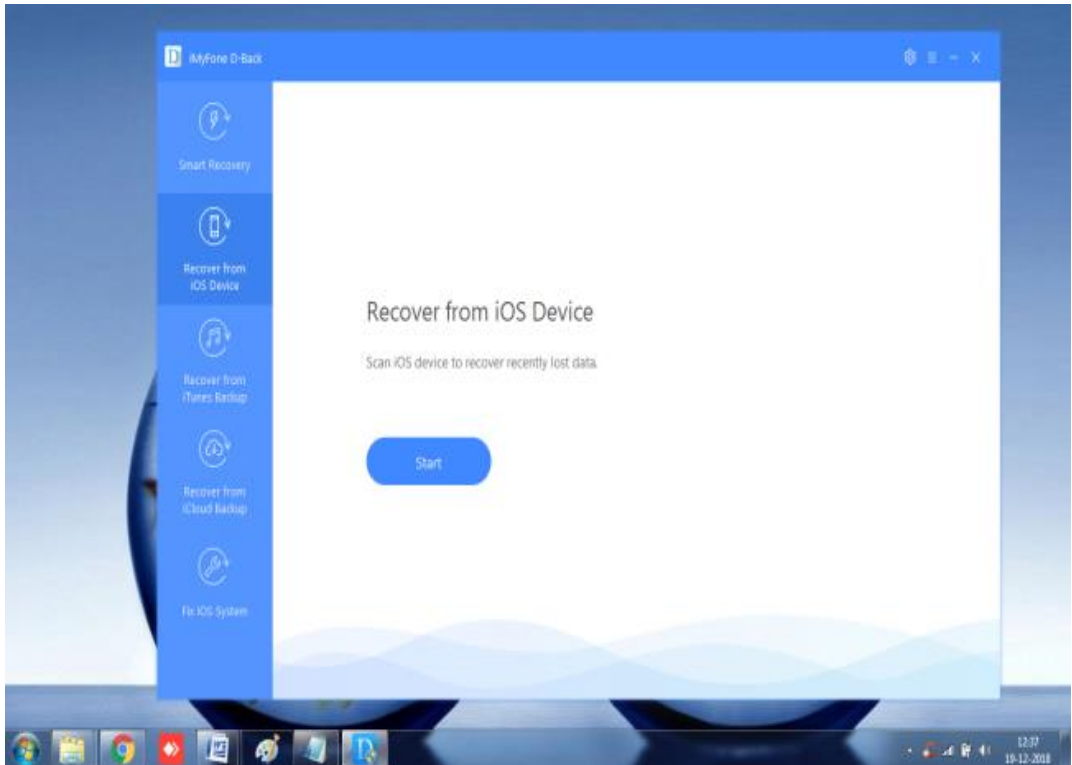 D iMyFone D-Back
Smart Recovery
Recover from
iOS Device
Recover from
iTunes Backup
Recover from
iCloud Backup
Fix iOS System
Recover from iOS Device
Scan iOS device to recover recently lost data.
Start
12:37
19-12-2018